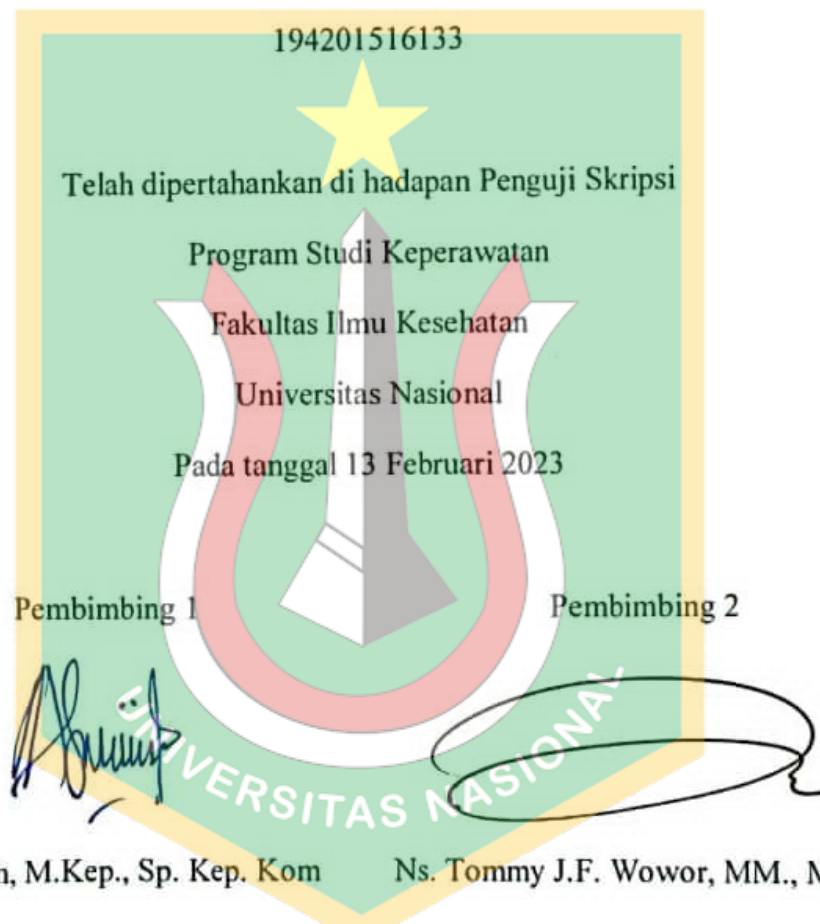 194201516133
Telah dipertahankan di hadapan Penguji Skripsi
Program Studi Keperawatan
Fakultas Ilmu Kesehatan
Universitas Nasional
Pada tanggal 13 Februari 2023
Pembimbing 1 Pembimbing 2
UNIVERSITAS NASIONAL
M.Kep., Sp. Kep. Kom Ns. Tommy J.F. Wowor, MM.,